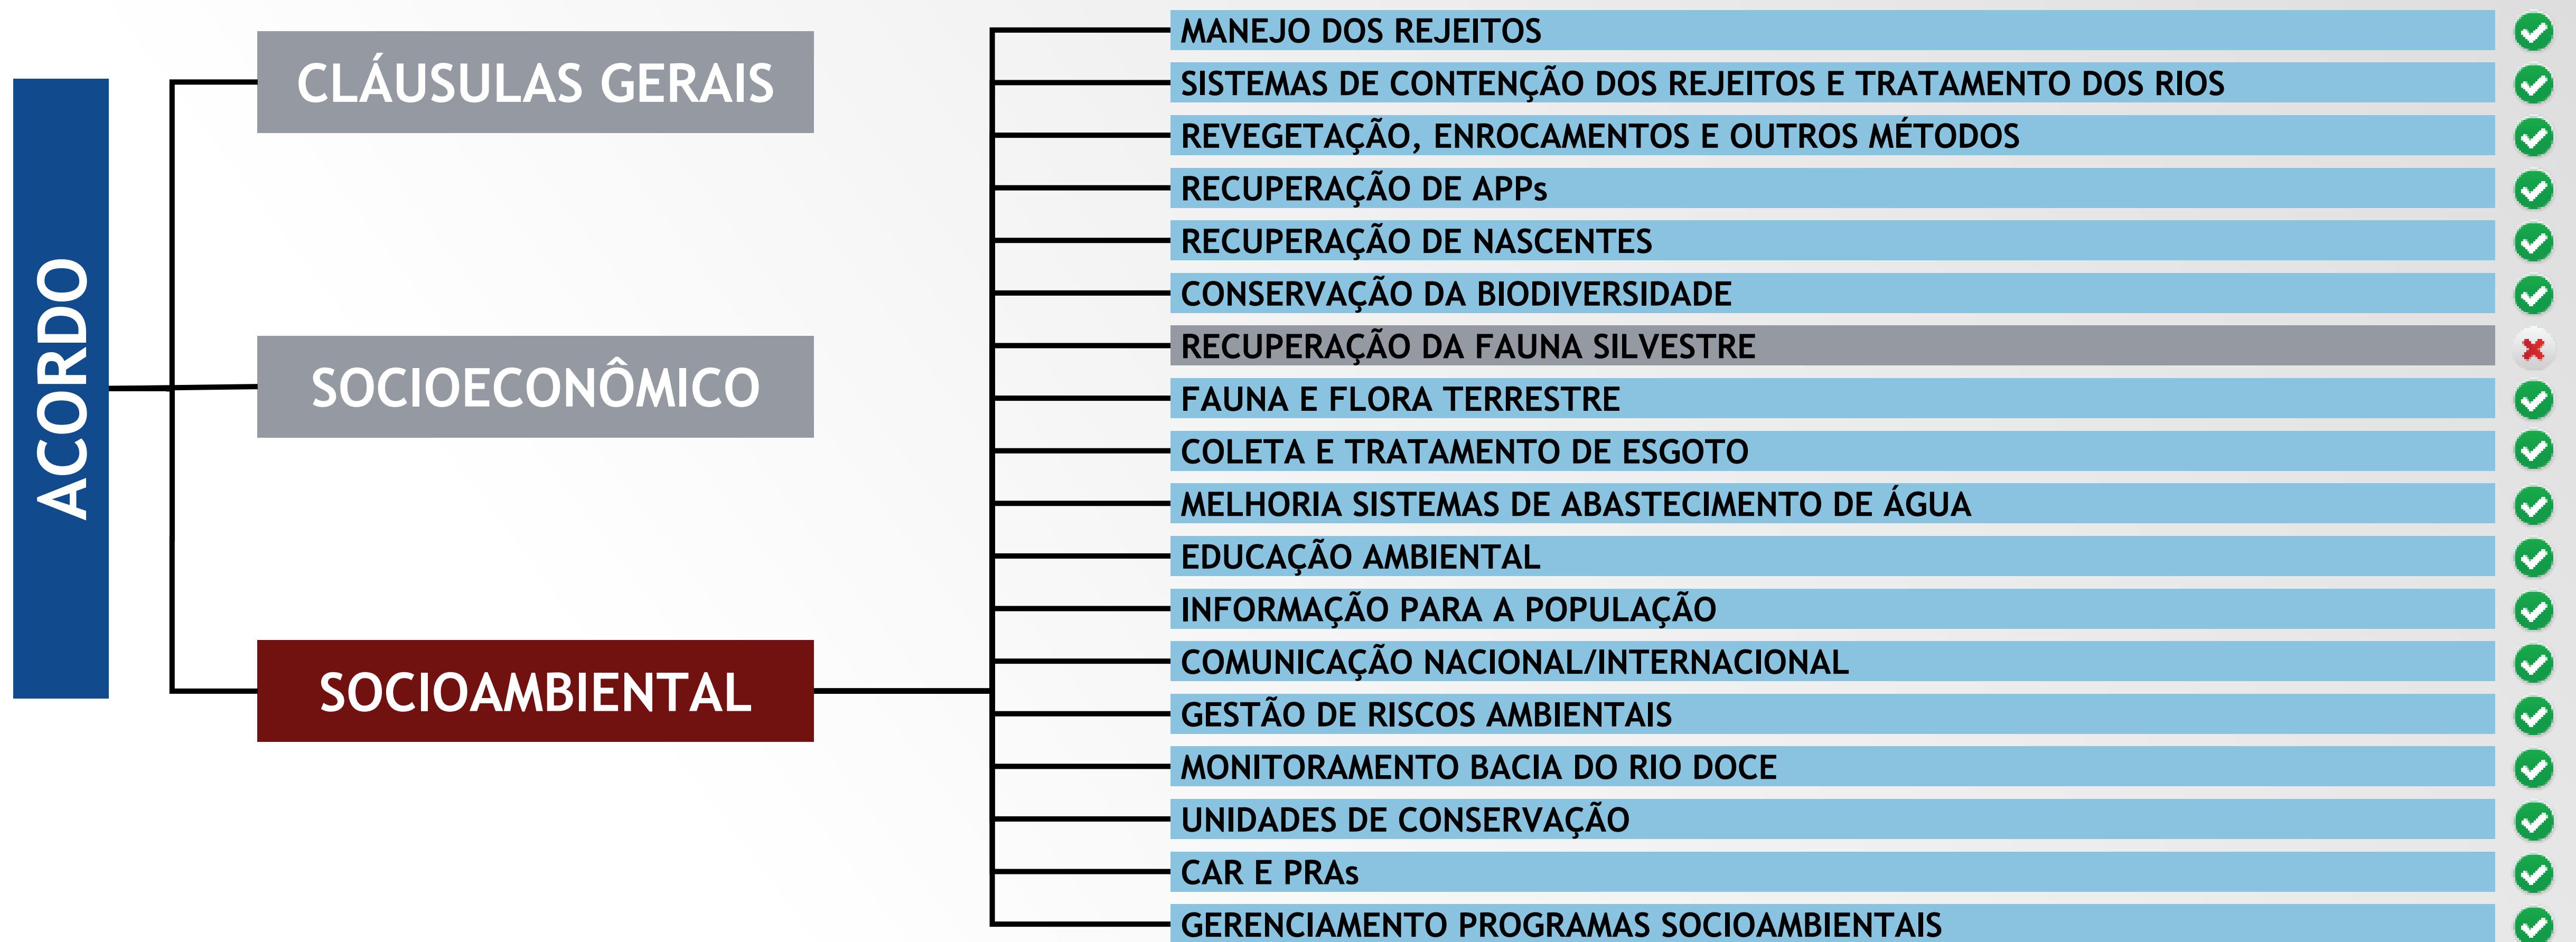 ACORDO
CLÁUSULAS GERAIS
SOCIOECONÔMICO
SOCIOAMBIENTAL
MANEJO DOS REJEITOS
SISTEMAS DE CONTENÇÃO DOS REJEITOS E TRATAMENTO DOS RIOS
REVEGETAÇÃO, ENROCAMENTOS E OUTROS MÉTODOS
RECUPERAÇÃO DE APPs
RECUPERAÇÃO DE NASCENTES
CONSERVAÇÃO DA BIODIVERSIDADE
RECUPERAÇÃO DA FAUNA SILVESTRE
FAUNA E FLORA TERRESTRE
COLETA E TRATAMENTO DE ESGOTO
MELHORIA SISTEMAS DE ABASTECIMENTO DE ÁGUA
EDUCAÇÃO AMBIENTAL
INFORMAÇÃO PARA A POPULAÇÃO
COMUNICAÇÃO NACIONAL/INTERNACIONAL
GESTÃO DE RISCOS AMBIENTAIS
MONITORAMENTO BACIA DO RIO DOCE
UNIDADES DE CONSERVAÇÃO
CAR E PRAs
GERENCIAMENTO PROGRAMAS SOCIOAMBIENTAIS